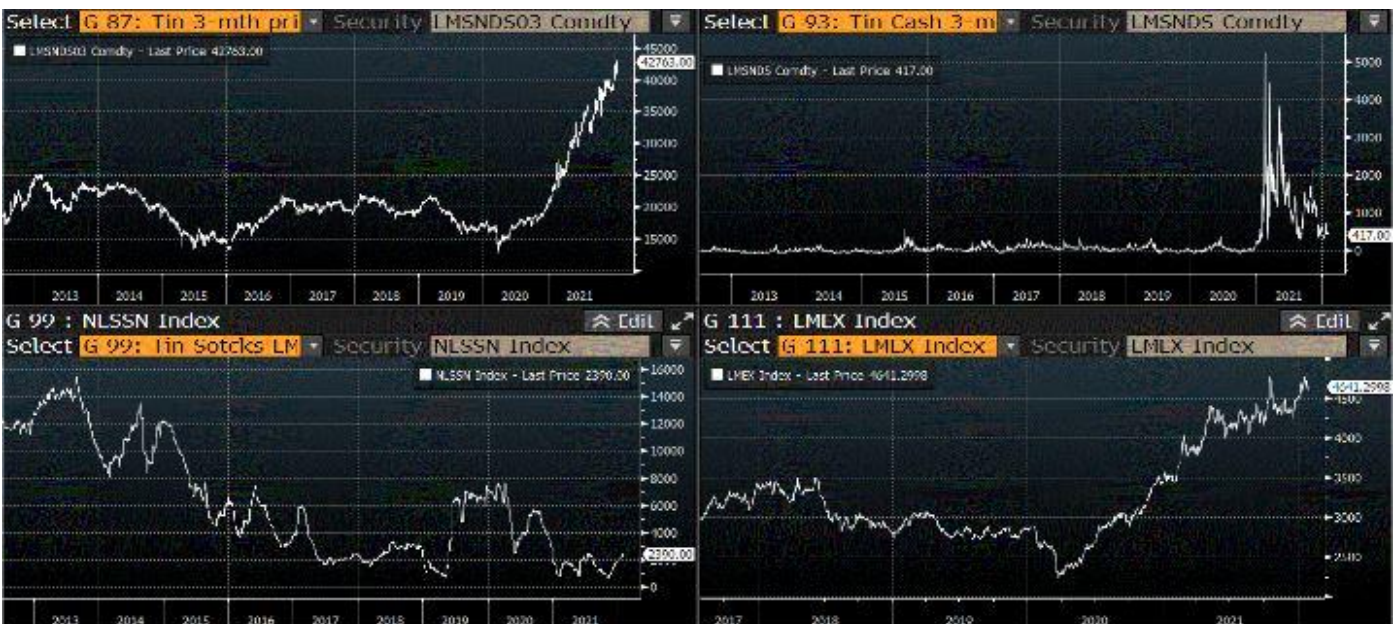 Select G 87: Tin 3-mth pri Security LMSNDS03 Comdty
LMSNDS03 Comdty - Last Price 42763.00
45000
42763.00
40000
35000
30000
25000
20000
15000
2013 2014 2015 2016 2017 2018 2019 2020 2021
Select G 93: Tin Cash 3-m Security LMSNDS Comdty
LMSNDS Comdty - Last Price 417.00
5000
4000
3000
2000
1000
417.00
0
2013 2014 2015 2016 2017 2018 2019 2020 2021
G 99 : NLSSN Index Edit
Select G 99: Tin Sotcks LM Security NLSSN Index
NLSSN Index - Last Price 2390.00
16000
14000
12000
10000
8000
6000
4000
2390.00
0
2013 2014 2015 2016 2017 2018 2019 2020 2021
G 111 : LMEX Index Edit
Select G 111: LMEX Index Security LMEX Index
LMEX Index - Last Price 4641.2998
4641.2998
4500
4000
3500
3000
2500
2017 2018 2019 2020 2021